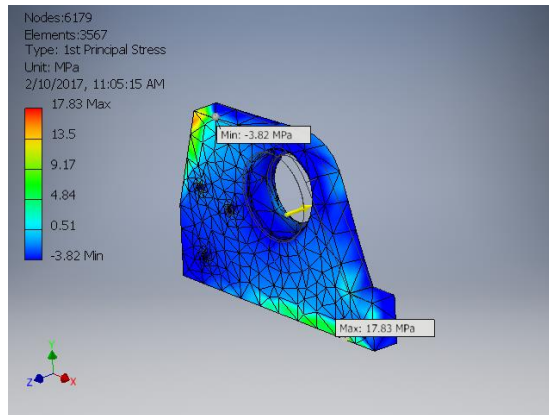 Nodes:6179
Elements:3567
Type: 1st Principal Stress
Unit: MPa
2/10/2017, 11:05:15 AM
17.83 Max
13.5
9.17
4.84
0.51
-3.82 Min
Min: -3.82 MPa
Max: 17.83 MPa
Y
Z
X